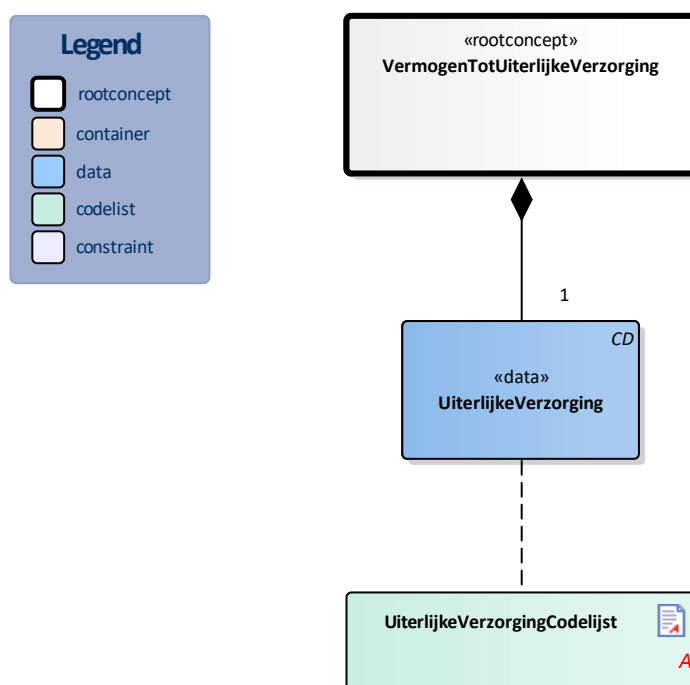 Legend
rootconcept
container
data
codelist
constraint
«rootconcept»
VermogenTotUiterlijkeVerzorging
1
CD
«data»
UiterlijkeVerzorging
UiterlijkeVerzorgingCodelijst
A